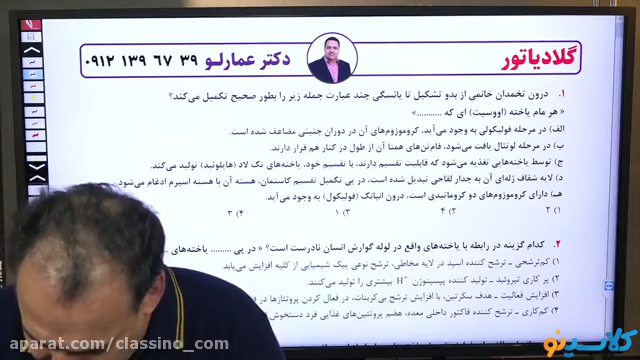 گلادیاتور
دکتر عمارلو ۳۹ ۶۷ ۱۳۹ ۰۹۱۲
۱. درون تخمدان خانمی از بدو تشکیل تا یائسگی چند عبارت جمله زیر را بطور صحیح تکمیل می‌کند؟
« هر مام یاخته (اووسیت) ای که ...........»
الف) در مرحله فولیکولی به وجود می‌آید، کروموزوم‌های آن در دوران جنینی مضاعف شده است.
ب) در مرحله لوتئال یافت می‌شود، فام‌تن‌های همتا آن از طول در کنار هم قرار دارند.
ج) توسط یاخته‌هایی تغذیه می‌شود که قابلیت تقسیم دارند، با تقسیم خود، یاخته‌های تک لاد (هاپلوئید) تولید می‌کند.
د) لایه شفاف ژله‌ای آن به جدار لقاحی تبدیل شده است، در پی تکمیل تقسیم کاستمان، هسته آن با هسته اسپرم ادغام می‌شود.
هـ) دارای کروموزوم‌های دو کروماتیدی است، درون انبانک (فولیکول) به وجود می‌آید.
۱) ۲ ۲) ۴ ۳) ۱ ۴) ۳
۲. کدام گزینه در رابطه با یاخته‌های واقع در لوله گوارش انسان نادرست است؟ « در پی ......... یاخته‌های
۱) کم‌ترشحی ـ ترشح کننده اسید در لایه مخاطی، ترشح نوعی پیک شیمیایی از کلیه افزایش می‌یابد.
۲) پر کاری تیروئید ـ تولید کننده پپسینوژن، H⁺ بیشتری را تولید می‌کنند.
۳) افزایش فعالیت ـ هدف سکرتین، با افزایش ترشح بی‌کربنات، در فعال کردن پروتئازها در
۴) کم‌کاری ـ ترشح کننده فاکتور داخلی معده، هضم پروتئین‌های غذایی فرد دستخوش
aparat.com/classino_com
کلاسینو